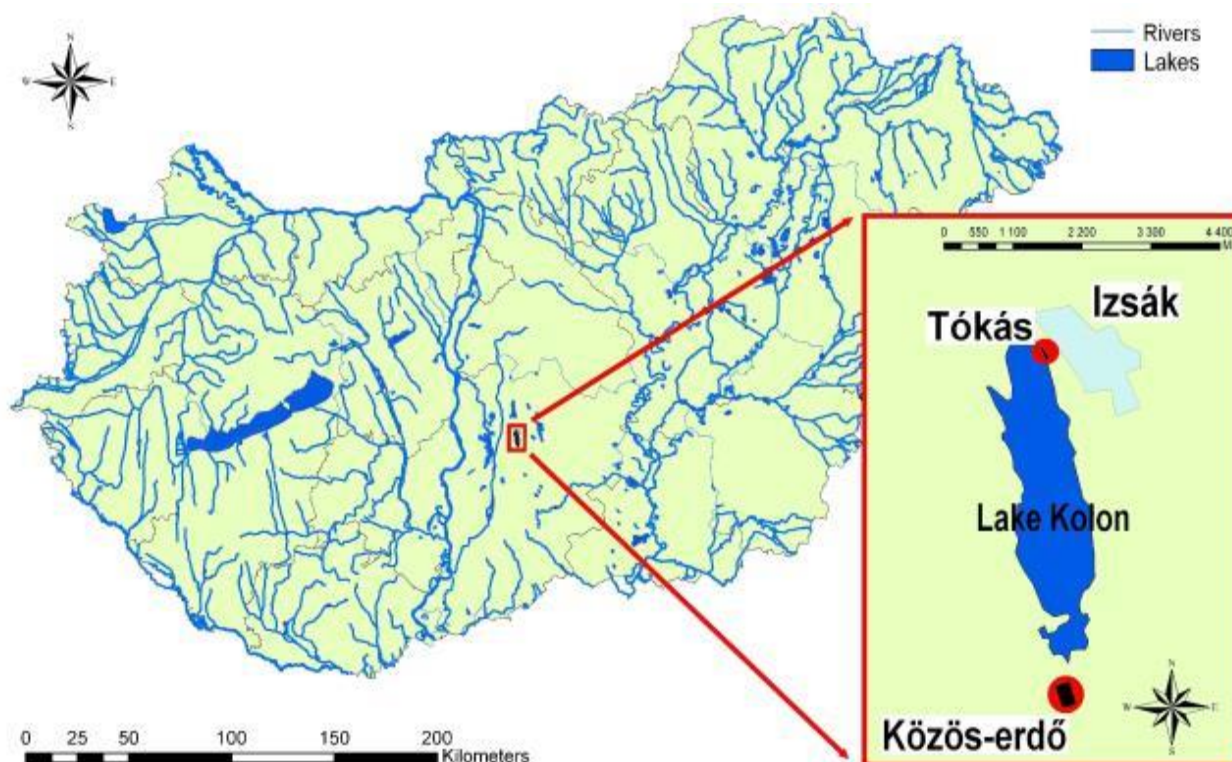 N
W E
S
Rivers
Lakes
0 550 1 100 2 200 3 300 4 400
M
Izsák
Tókás
Lake Kolon
N
W E
S
Közös-erdő
0 25 50 100 150 200
Kilometers